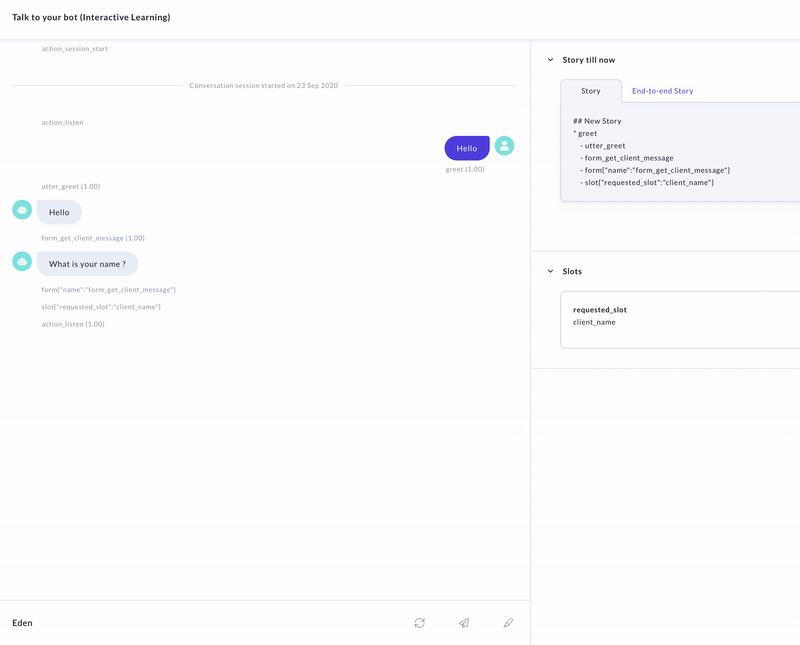 Talk to your bot (Interactive Learning)
action_session_start
Conversation session started on 23 Sep 2020
action_listen
Hello
greet (1.00)
utter_greet (1.00)
Hello
form_get_client_message (1.00)
What is your name ?
form["name":"form_get_client_message"]
slot["requested_slot":"client_name"]
action_listen (1.00)
Eden
Story till now
Story
End-to-end Story
## New Story
* greet
- utter_greet
- form_get_client_message
- form["name":"form_get_client_message"]
- slot{"requested_slot":"client_name"]
Slots
requested_slot
client_name